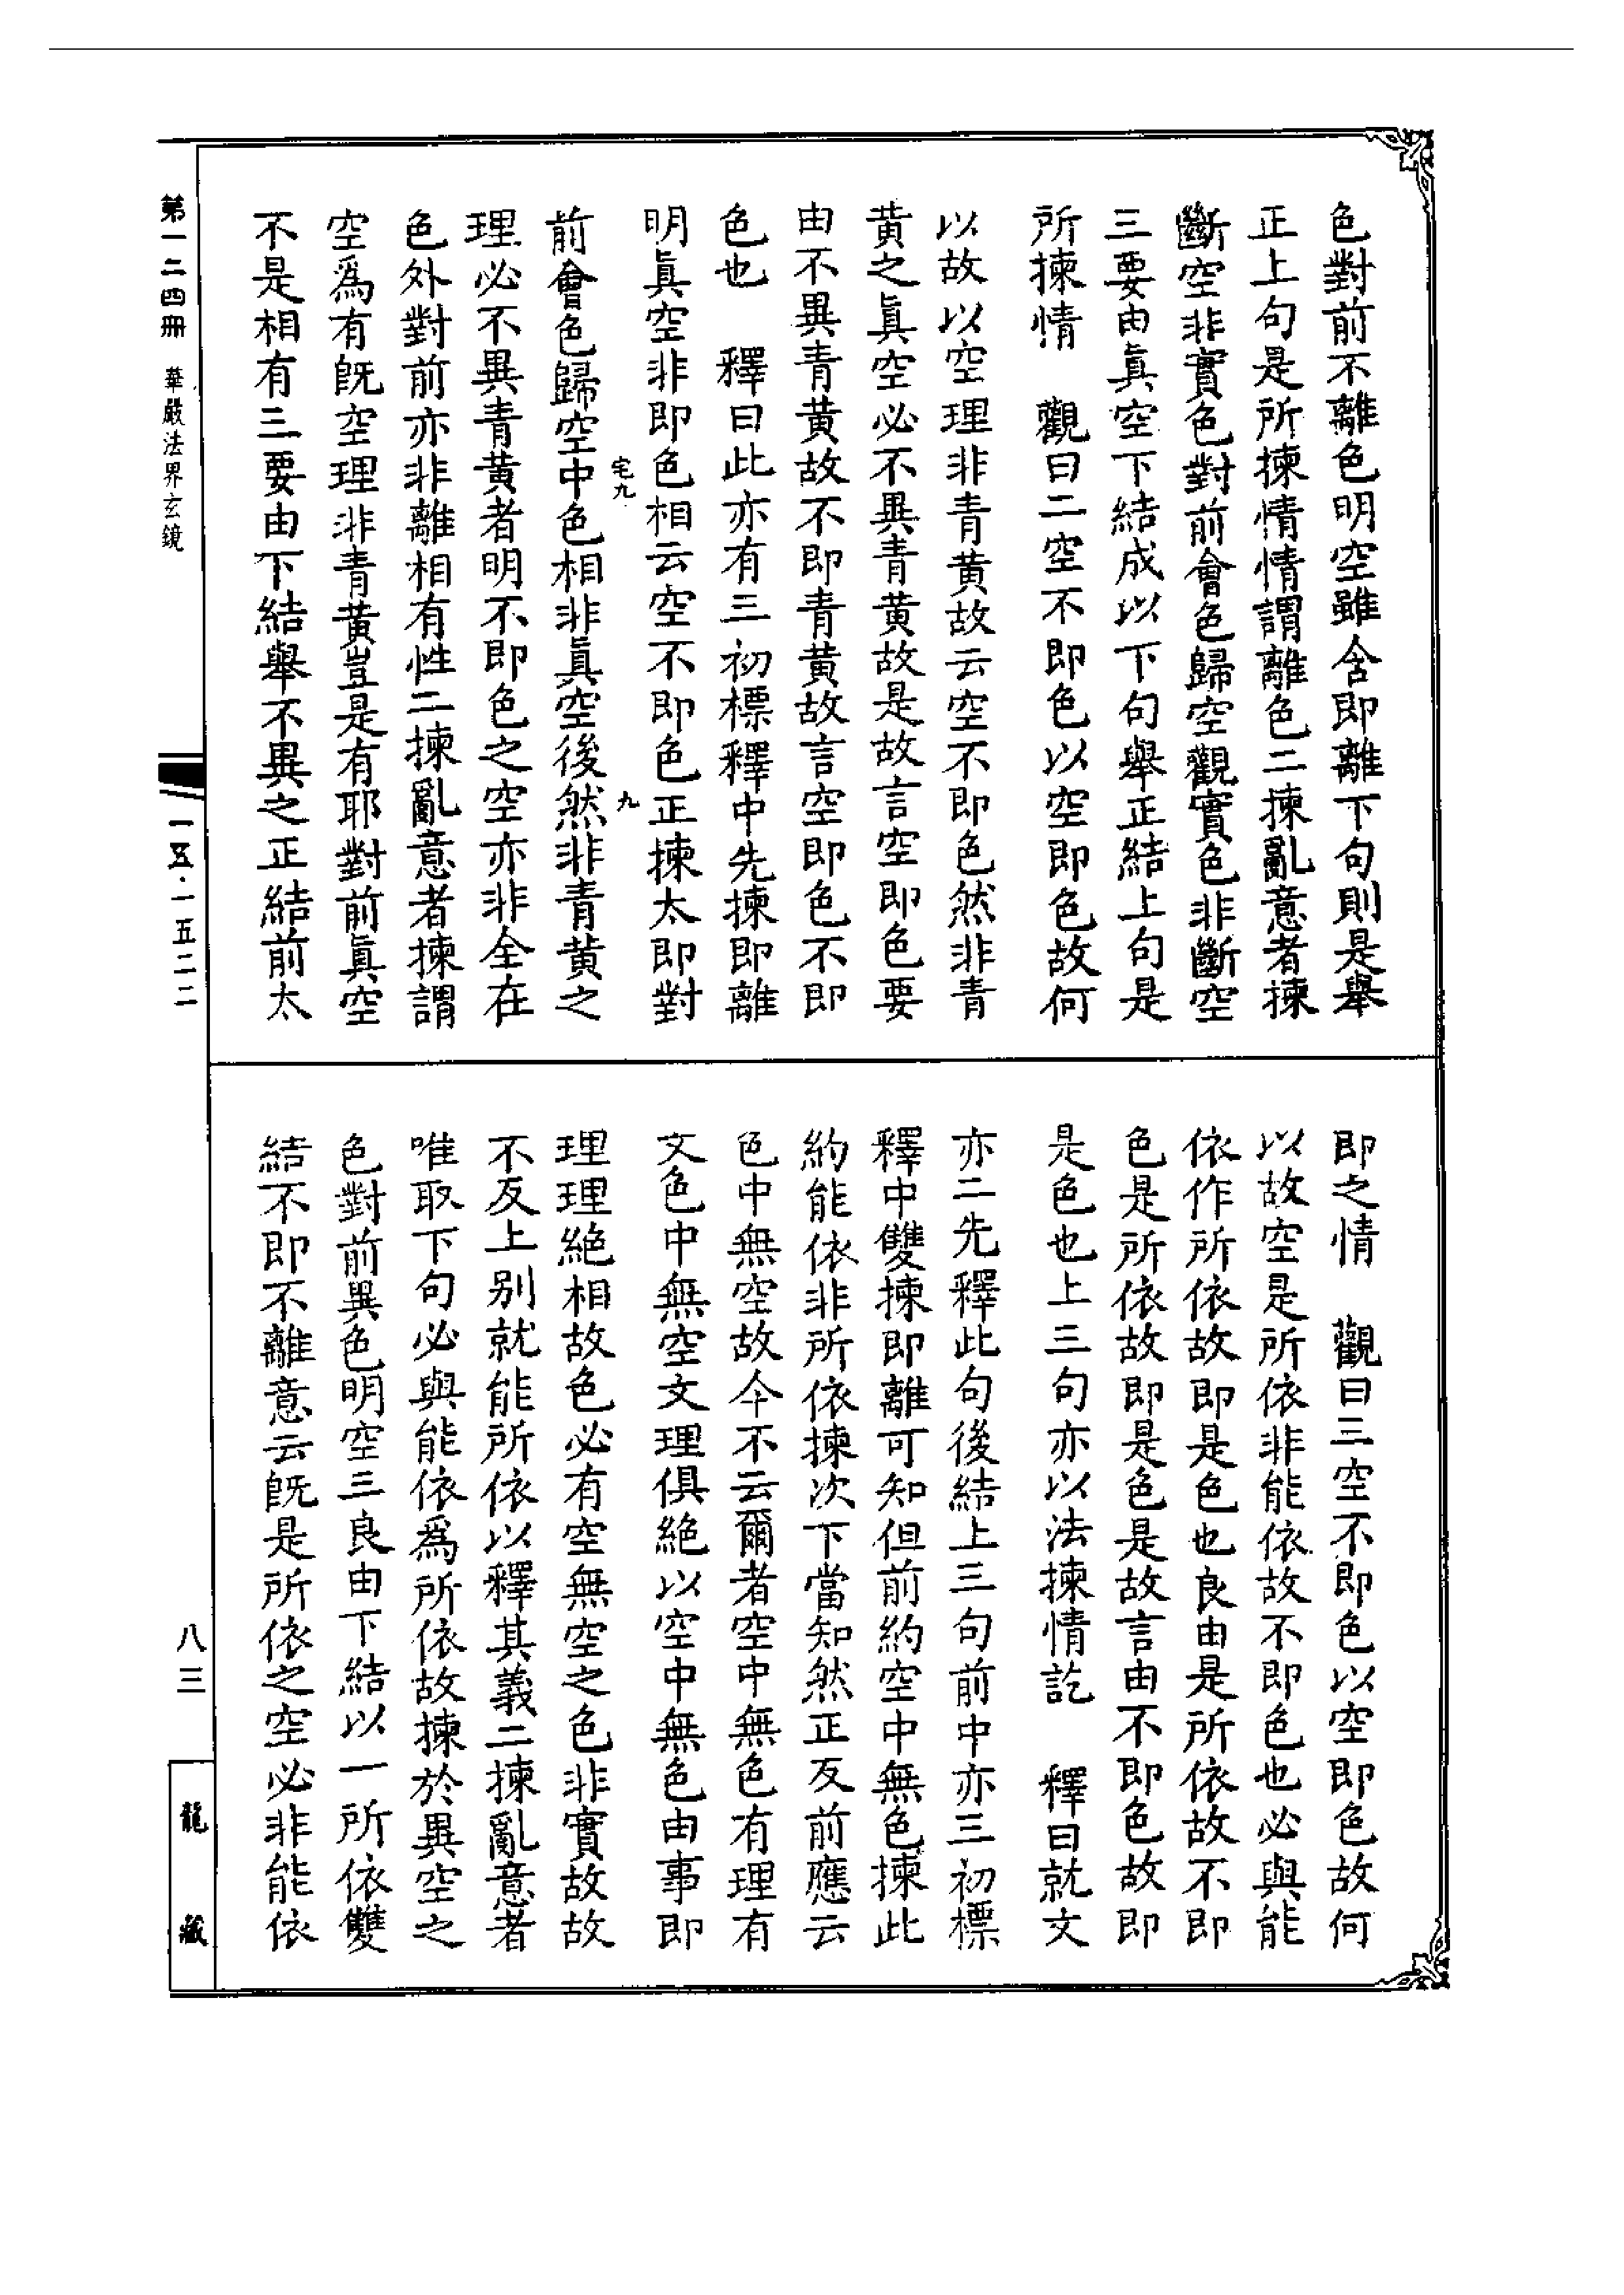 色對前不離色明空雖含即離下句則是舉
正上句是所揀情情謂離色二揀亂意者揀
斷空非實色對前會色歸空觀實色非斷空
三要由真空下結成以下句舉正結上句是
所揀情　觀曰二空不即色以空即色故何
以故以空理非青黄故云空不即色然非青
黄之真空必不異青黄故是故言空即色要
由不異青黄故不即青黄故言空即色不即
色也　釋曰此亦有三初標釋中先揀即離
明真空非即色相云空不即色正揀太即對
宅九
九
前會色歸空中色相非真空後然非青黄之
理必不異青黄者明不即色之空亦非全在
色外對前亦非離相有性二揀亂意者揀謂
空爲有旣空理非青黄豈是有耶對前真空
不是相有三要由下結舉不異之正結前太
即之情　觀曰三空不即色以空即色故何
以故空是所依非能依故不即色也必與能
依作所依故即是色也良由是所依故不即
色是所依故即是色是故言由不即色故即
是色也上三句亦以法揀情訖　釋曰就文
亦二先釋此句後結上三句前中亦三初標
釋中雙揀即離可知但前約空中無色揀此
約能依非所依揀次下當知然正反前應云
色中無空故今不云爾者空中無色有理有
文色中無空文理俱絶以空中無色由事即
理理絶相故色必有空無空之色非實故故
不反上别就能所依以釋其義二揀亂意者
唯取下句必與能依爲所依故揀於異空之
色對前異色明空三良由下結以一所依雙
結不即不離意云旣是所依之空必非能依
第一二四冊　華嚴法界玄鏡
一五·一五二二
八三
龍藏